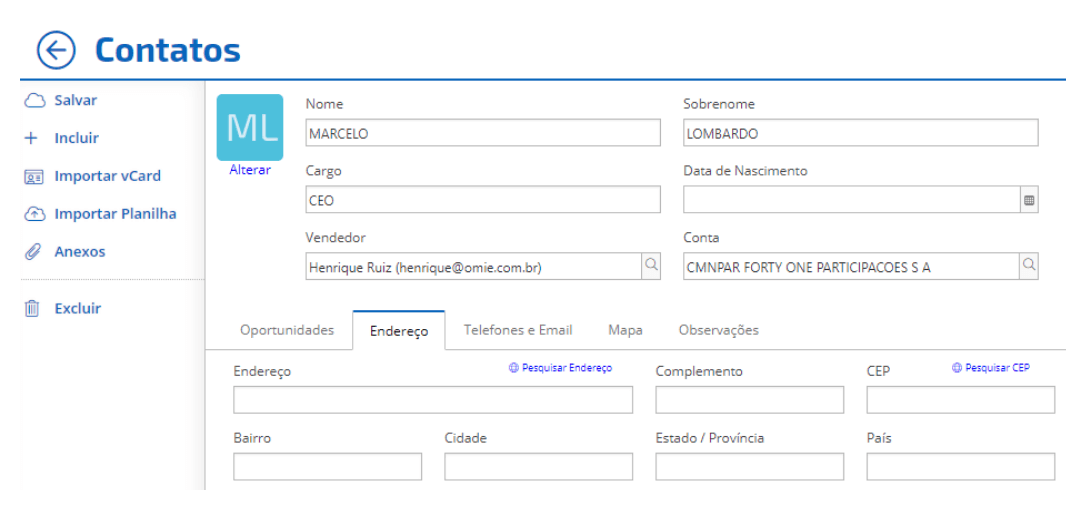 Contatos
Salvar
Incluir
Importar vCard
Importar Planilha
Anexos
Excluir
ML
Alterar
Nome
Sobrenome
MARCELO
LOMBARDO
Cargo
Data de Nascimento
CEO
Vendedor
Conta
Henrique Ruiz (henrique@omie.com.br)
CMNPAR FORTY ONE PARTICIPACOES S A
Oportunidades Endereço Telefones e Email Mapa Observações
Endereço Pesquisar Endereço Complemento CEP Pesquisar CEP
Bairro Cidade Estado / Província País